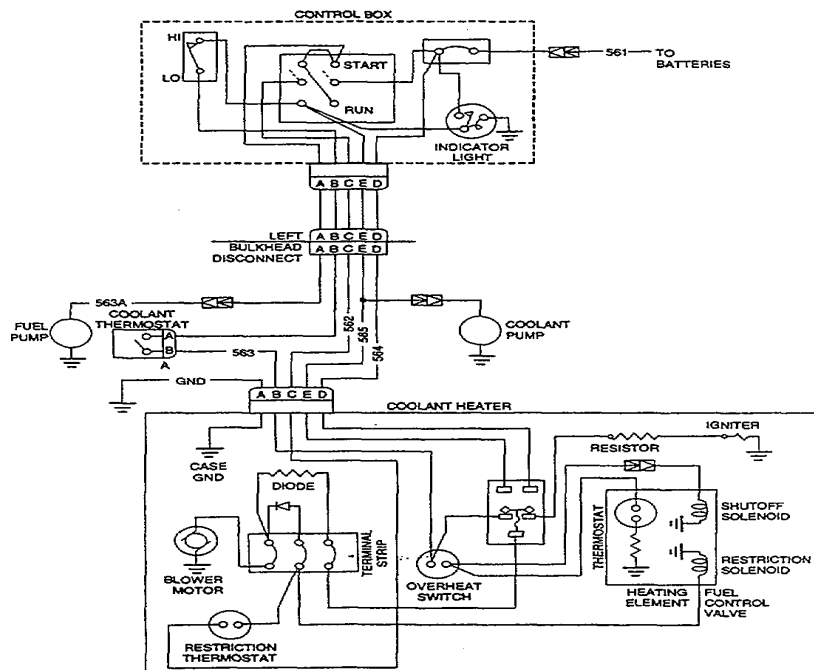 CONTROL BOX
HI
START
561
TO
BATTERIES
LO
RUN
INDICATOR
LIGHT
A B C E D
LEFT
BULKHEAD
DISCONNECT
A B C E D
A B C E D
563A
COOLANT
THERMOSTAT
FUEL
PUMP
A
B
A
563
562
565
564
COOLANT
PUMP
GND
A B C E D
COOLANT HEATER
CASE
GND
RESISTOR
IGNITER
DIODE
TERMINAL
STRIP
BLOWER
MOTOR
OVERHEAT
SWITCH
THERMOSTAT
SHUTOFF
SOLENOID
RESTRICTION
SOLENOID
HEATING
ELEMENT
FUEL
CONTROL
VALVE
RESTRICTION
THERMOSTAT